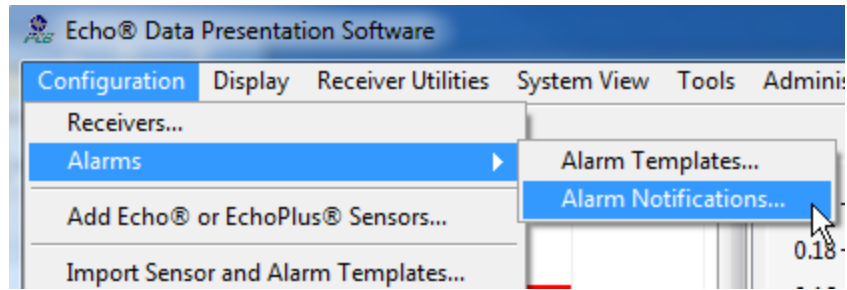 Echo® Data Presentation Software
Configuration Display Receiver Utilities System View Tools
Receivers...
Alarms
Alarm Templates...
Alarm Notifications...
Add Echo® or EchoPlus® Sensors...
0.18
Import Sensor and Alarm Templates...